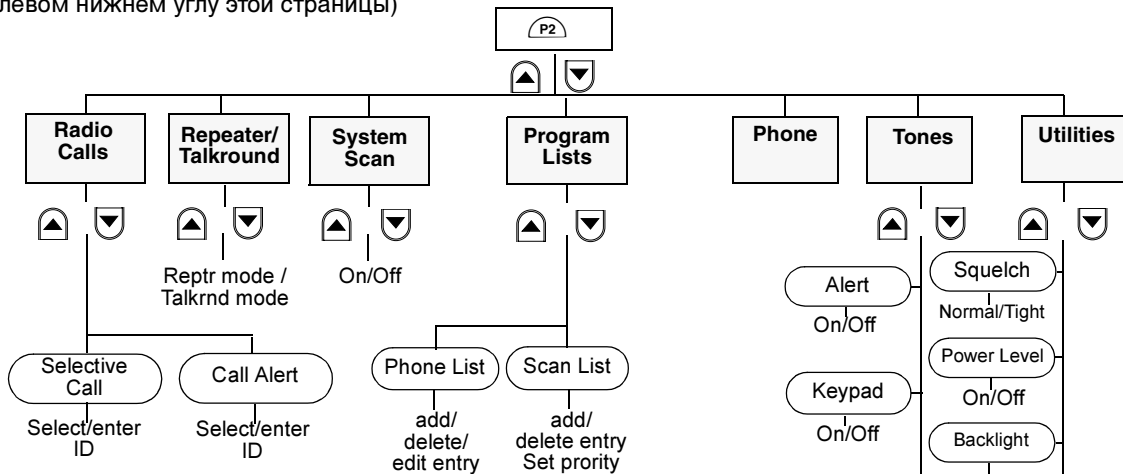 левом нижнем углу этой страницы)
P2
Radio
Calls
Repeater/
Talkround
System
Scan
Program
Lists
Phone
Tones
Utilities
Reptr mode /
Talkrnd mode
On/Off
Selective
Call
Select/enter
ID
Call Alert
Select/enter
ID
Phone List
add/
delete/
edit entry
Scan List
add/
delete entry
Set prority
Alert
On/Off
Keypad
On/Off
Squelch
Normal/Tight
Power Level
On/Off
Backlight